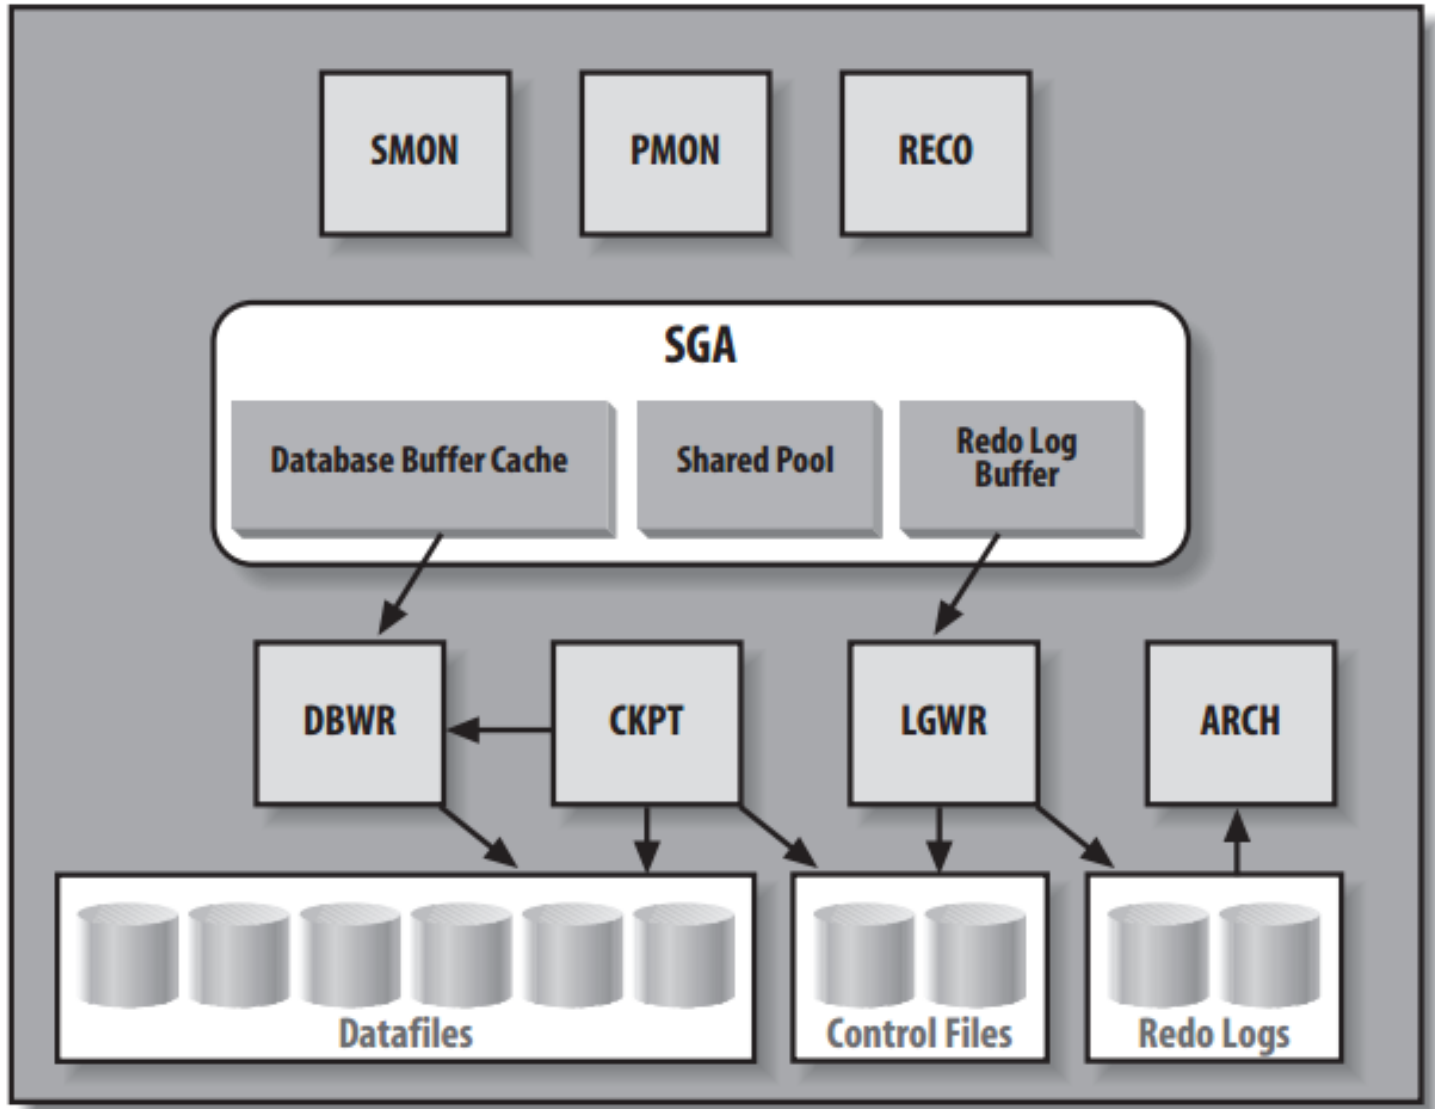 SMON
PMON
RECO
SGA
Database Buffer Cache
Shared Pool
Redo Log
Buffer
DBWR
CKPT
LGWR
ARCH
Datafiles
Control Files
Redo Logs